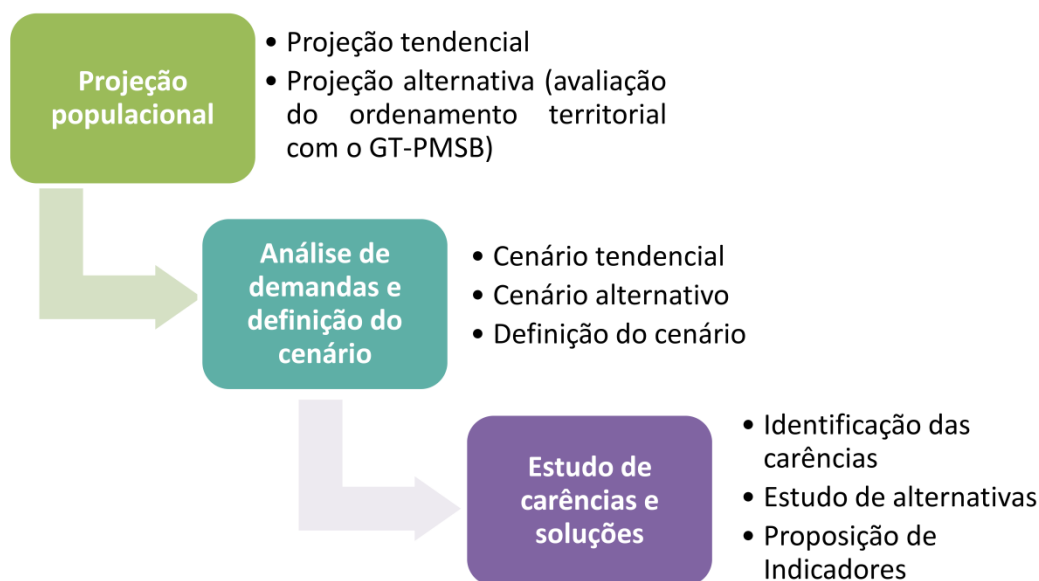 Projeção
populacional
• Projeção tendencial
• Projeção alternativa (avaliação
do ordenamento territorial
com o GT-PMSB)
Análise de
demandas e
definição do
cenário
• Cenário tendencial
• Cenário alternativo
• Definição do cenário
Estudo de
carências e
soluções
• Identificação das
carências
• Estudo de alternativas
• Proposição de
Indicadores